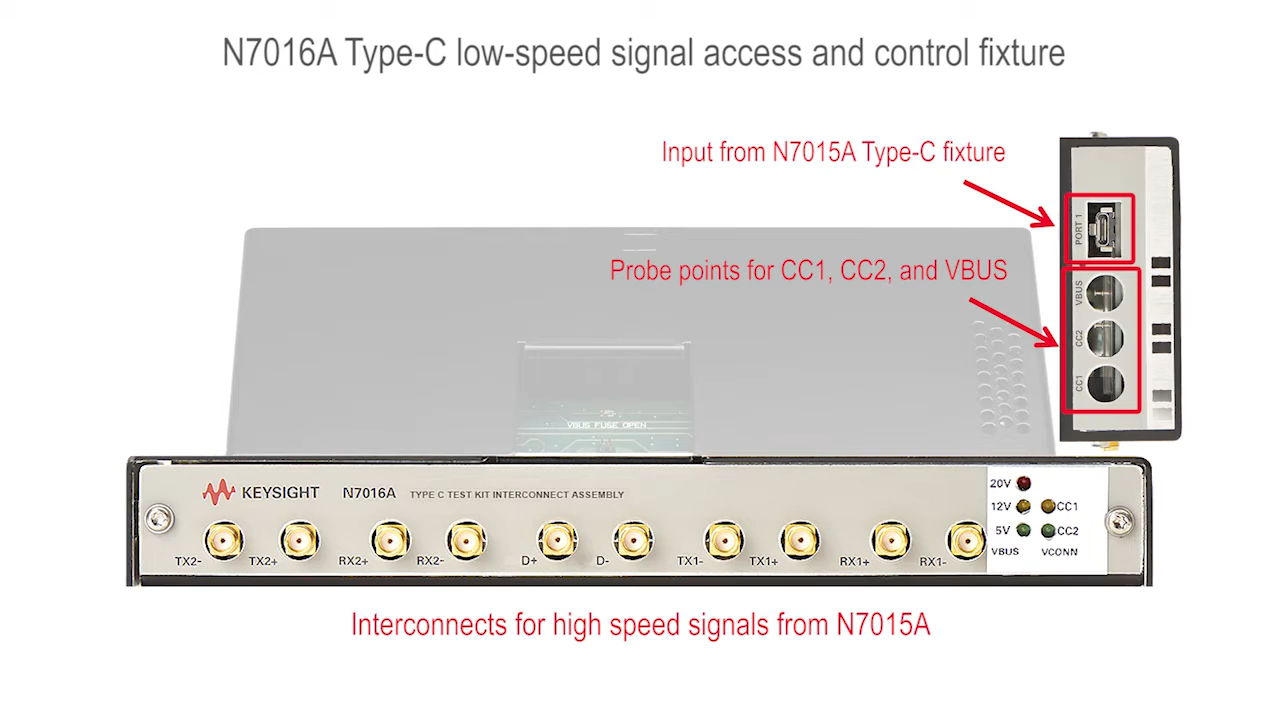 N7016A Type-C low-speed signal access and control fixture
Input from N7015A Type-C fixture
PORT 1
Probe points for CC1, CC2, and VBUS
VBUS
CC2
CC1
VBUS FUSE OPEN
KEYSIGHT N7016A TYPE C TEST KIT INTERCONNECT ASSEMBLY
20V
12V CC1
5V CC2
VBUS VCONN
TX2- TX2+ RX2+ RX2- D+ D- TX1- TX1+ RX1+ RX1-
Interconnects for high speed signals from N7015A